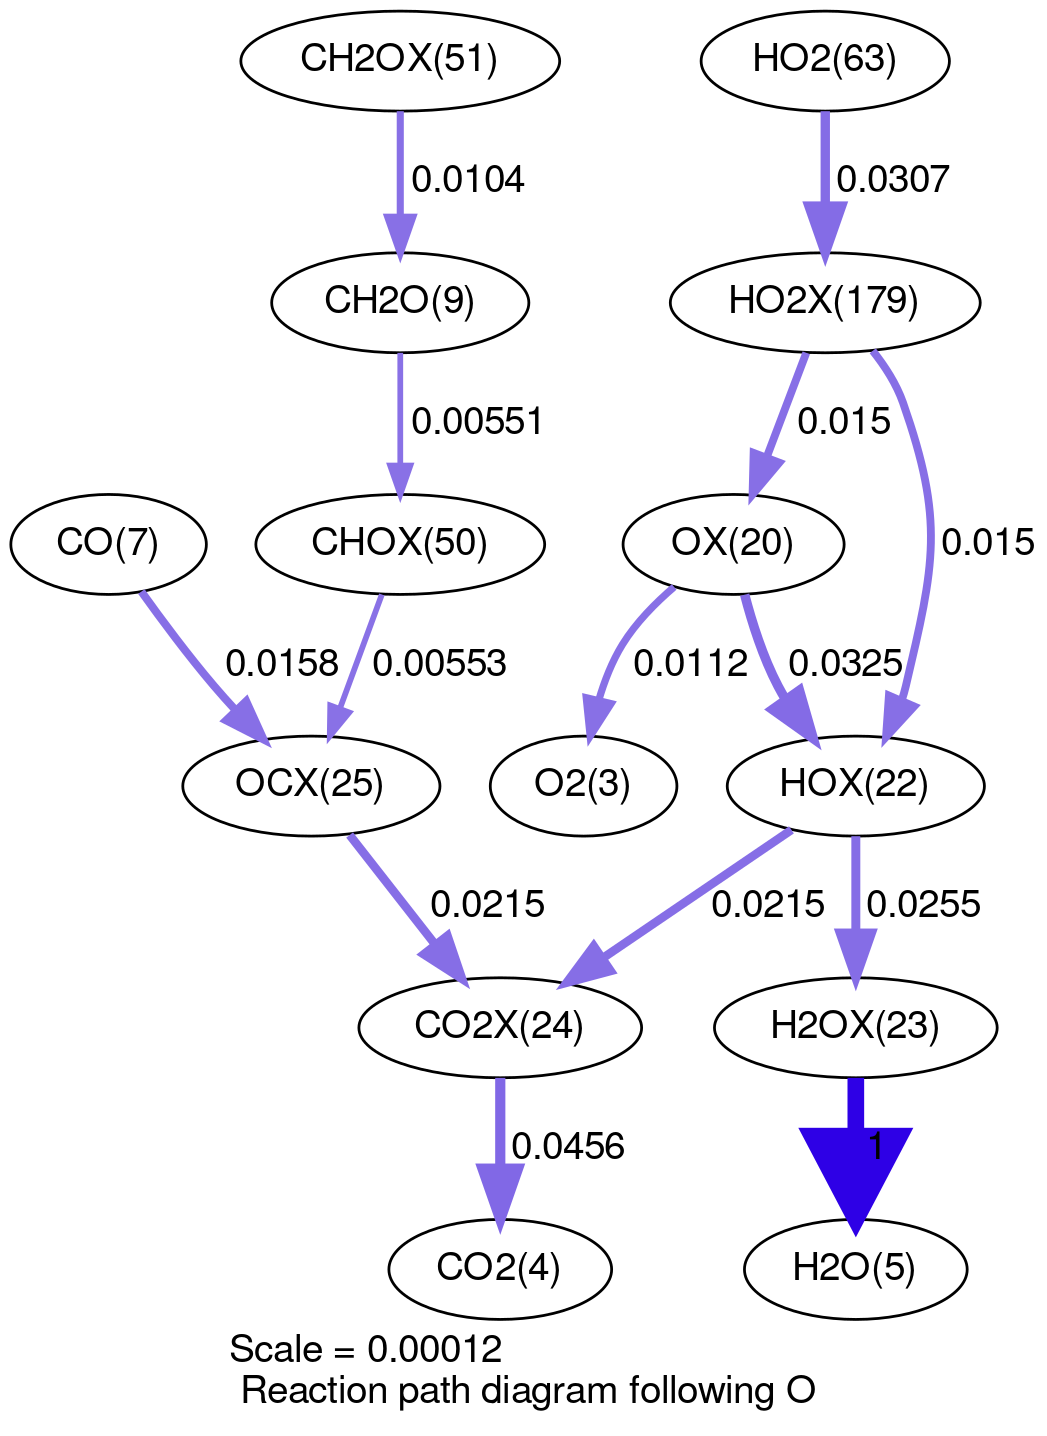 CH2OX(51)
HO2(63)
0.0104
0.0307
CH2O(9)
HO2X(179)
0.00551
0.015
CO(7)
CHOX(50)
OX(20)
0.015
0.0158
0.00553
0.0112
0.0325
OCX(25)
O2(3)
HOX(22)
0.0215
0.0215
0.0255
CO2X(24)
H2OX(23)
0.0456
1
CO2(4)
H2O(5)
Scale = 0.00012
Reaction path diagram following O